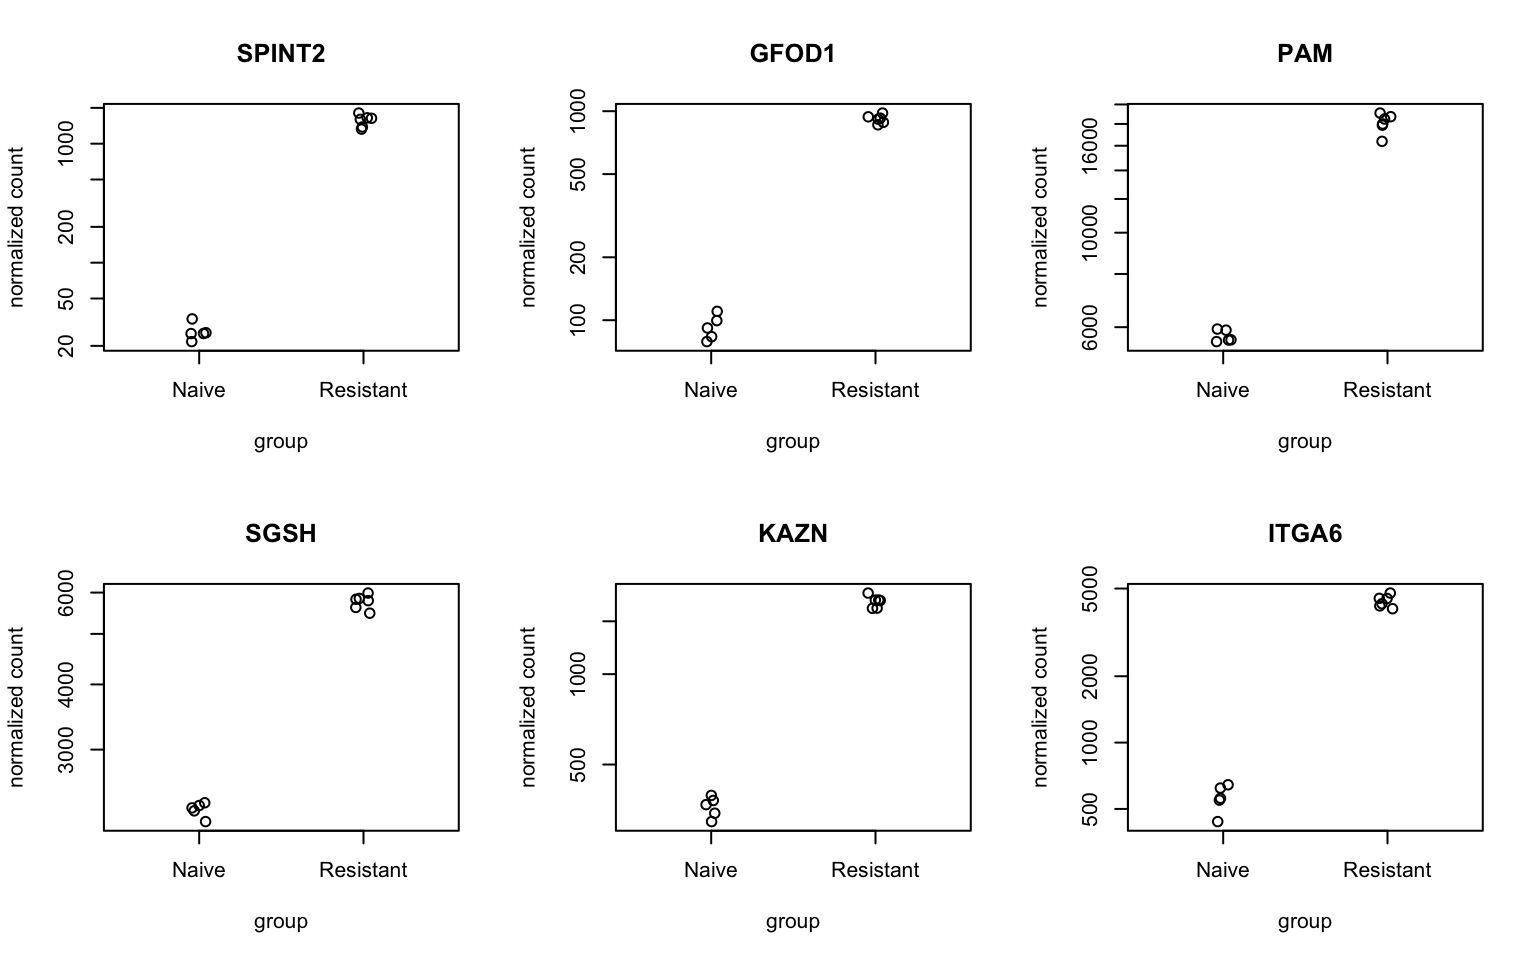 SPINT2
normalized count
1000
200
50
20
Naive Resistant
group
GFOD1
normalized count
1000
500
200
100
Naive Resistant
group
PAM
normalized count
16000
10000
6000
Naive Resistant
group
SGSH
normalized count
6000
4000
3000
Naive Resistant
group
KAZN
normalized count
1000
500
Naive Resistant
group
ITGA6
normalized count
5000
2000
1000
500
Naive Resistant
group